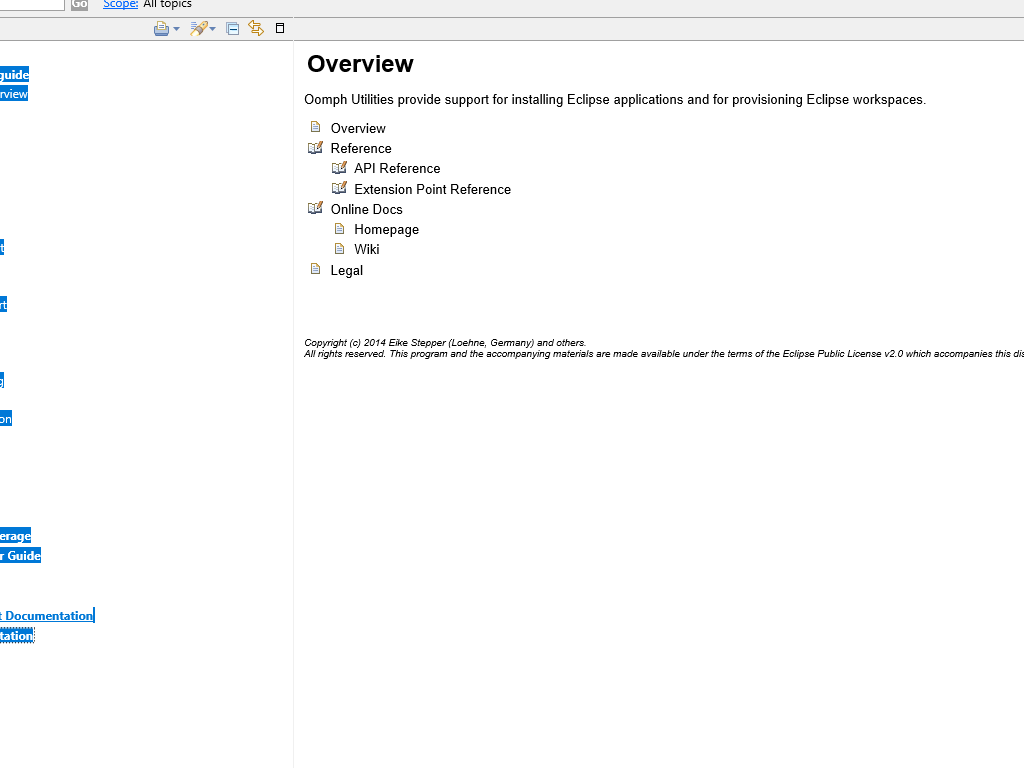 Go Scope: All topics
guide
rview
t
rt
g
on
erage
r Guide
t Documentation
tation
Overview
Oomph Utilities provide support for installing Eclipse applications and for provisioning Eclipse workspaces.
Overview
Reference
API Reference
Extension Point Reference
Online Docs
Homepage
Wiki
Legal
Copyright (c) 2014 Eike Stepper (Loehne, Germany) and others.
All rights reserved. This program and the accompanying materials are made available under the terms of the Eclipse Public License v2.0 which accompanies this dis